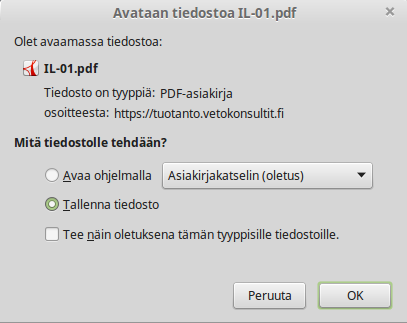 Avataan tiedostoa IL-01.pdf
Olet avaamassa tiedostoa:
IL-01.pdf
Tiedosto on tyyppiä: PDF-asiakirja
osoitteesta: https://tuotanto.vetokonsultit.fi
Mitä tiedostolle tehdään?
Avaa ohjelmalla Asiakirjakatselin (oletus)
Tallenna tiedosto
Tee näin oletuksena tämän tyyppisille tiedostoille.
Peruuta OK